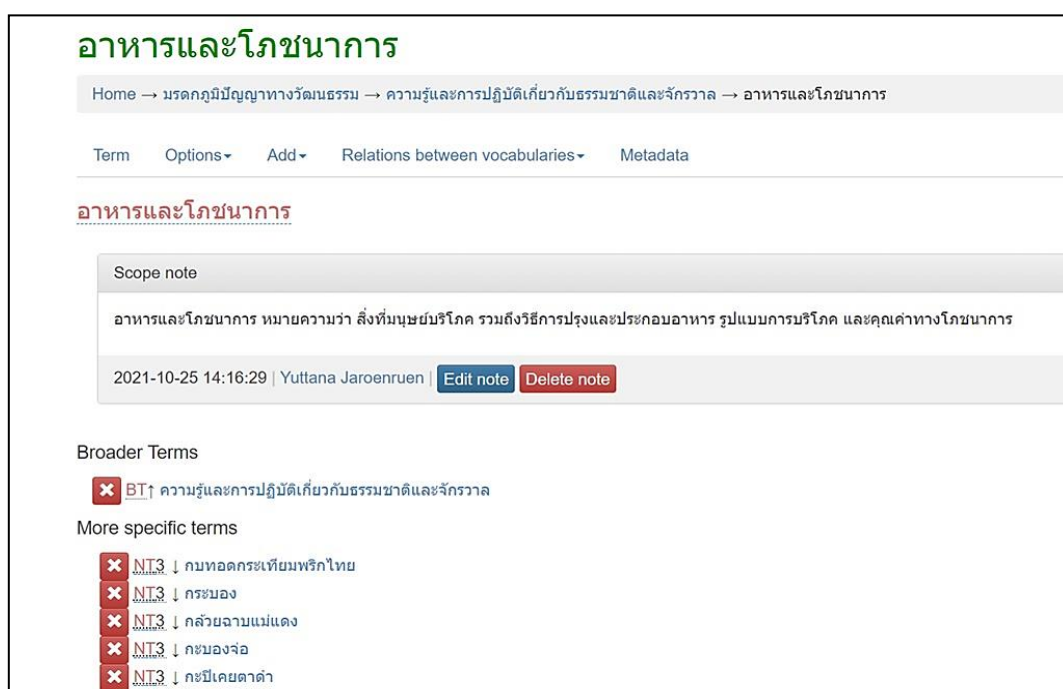 อาหารและโภชนาการ
Home → มรดกภูมิปัญญาทางวัฒนธรรม → ความรู้และการปฏิบัติเกี่ยวกับธรรมชาติและจักรวาล → อาหารและโภชนาการ
Term Options Add Relations between vocabularies Metadata
อาหารและโภชนาการ
Scope note
อาหารและโภชนาการ หมายความว่า สิ่งที่มนุษย์บริโภค รวมถึงวิธีการปรุงและประกอบอาหาร รูปแบบการบริโภค และคุณค่าทางโภชนาการ
2021-10-25 14:16:29 | Yuttana Jaroenruen | Edit note Delete note
Broader Terms
BT↑ ความรู้และการปฏิบัติเกี่ยวกับธรรมชาติและจักรวาล
More specific terms
NT3 ↓ กบทอดกระเทียมพริกไทย
NT3 ↓ กระบอง
NT3 ↓ กล้วยฉาบแม่แดง
NT3 ↓ กะบองจ่อ
NT3 ↓ กะปิเคยตาดำ